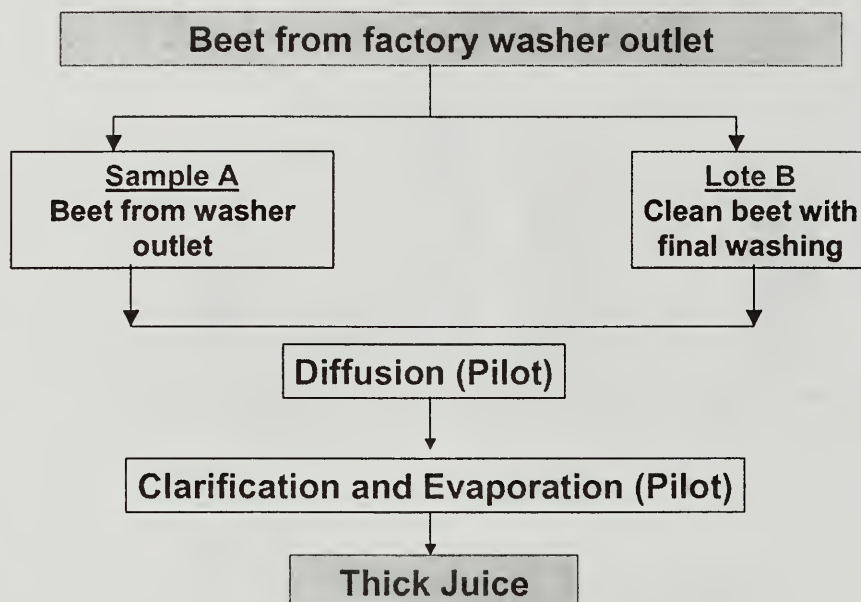 Beet from factory washer outlet
Sample A
Beet from washer
outlet
Lote B
Clean beet with
final washing
Diffusion (Pilot)
Clarification and Evaporation (Pilot)
Thick Juice